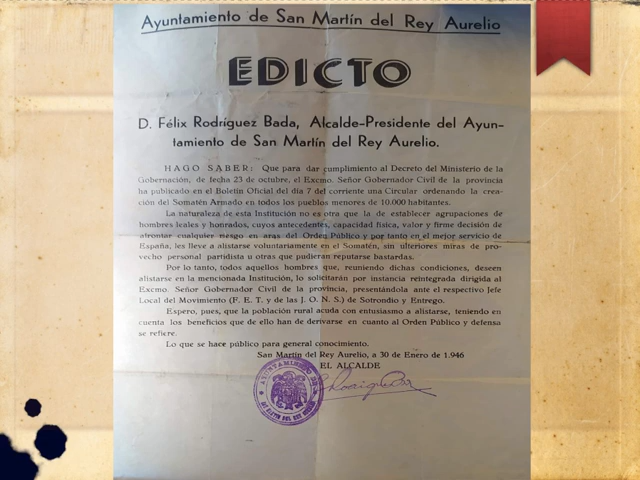 Ayuntamiento de San Martín del Rey Aurelio
EDICTO
D. Félix Rodríguez Bada, Alcalde-Presidente del Ayun-
tamiento de San Martín del Rey Aurelio.
HAGO SABER: Que para dar cumplimiento al Decreto del Ministerio de la
Gobernación, de fecha 23 de octubre, el Excmo. Señor Gobernador Civil de la provincia
ha publicado en el Boletin Oficial del día 7 del corriente una Circular ordenando la crea-
ción del Somatén Armado en todos los pueblos menores de 10.000 habitantes.
La naturaleza de esta Institución no es otra que la de establecer agrupaciones de
hombres leales y honrados, cuyos antecedentes, capacidad física, valor y firme decisión de
afrontar cualquier riesgo en aras del Orden Público y por tanto en el mejor servicio de
España, les lleve a alistarse voluntariamente en el Somatén, sin ulteriores miras de pro-
vecho personal partidista u otras que pudieran reputarse bastardas.
Por lo tanto, todos aquellos hombres que, reuniendo dichas condiciones, deseen
alistarse en la mencionada Institución, lo solicitarán por instancia reintegrada dirigida al
Excmo. Señor Gobernador Civil de la provincia, presentándola ante el respectivo Jefe
Local del Movimiento (F. E. T. y de las J. O. N. S.) de Sotrondio y Entrego.
Espero, pues, que la población rural acuda con entusiasmo a alistarse, teniendo en
cuenta los beneficios que de ello han de derivarse en cuanto al Orden Público y defensa
se refiere.
Lo que se hace público para general conocimiento.
San Martín del Rey Aurelio, a 30 de Enero de 1.946
EL ALCALDE
AYUNTAMIENTO DE
SN MARTIN DEL REY AURELIO